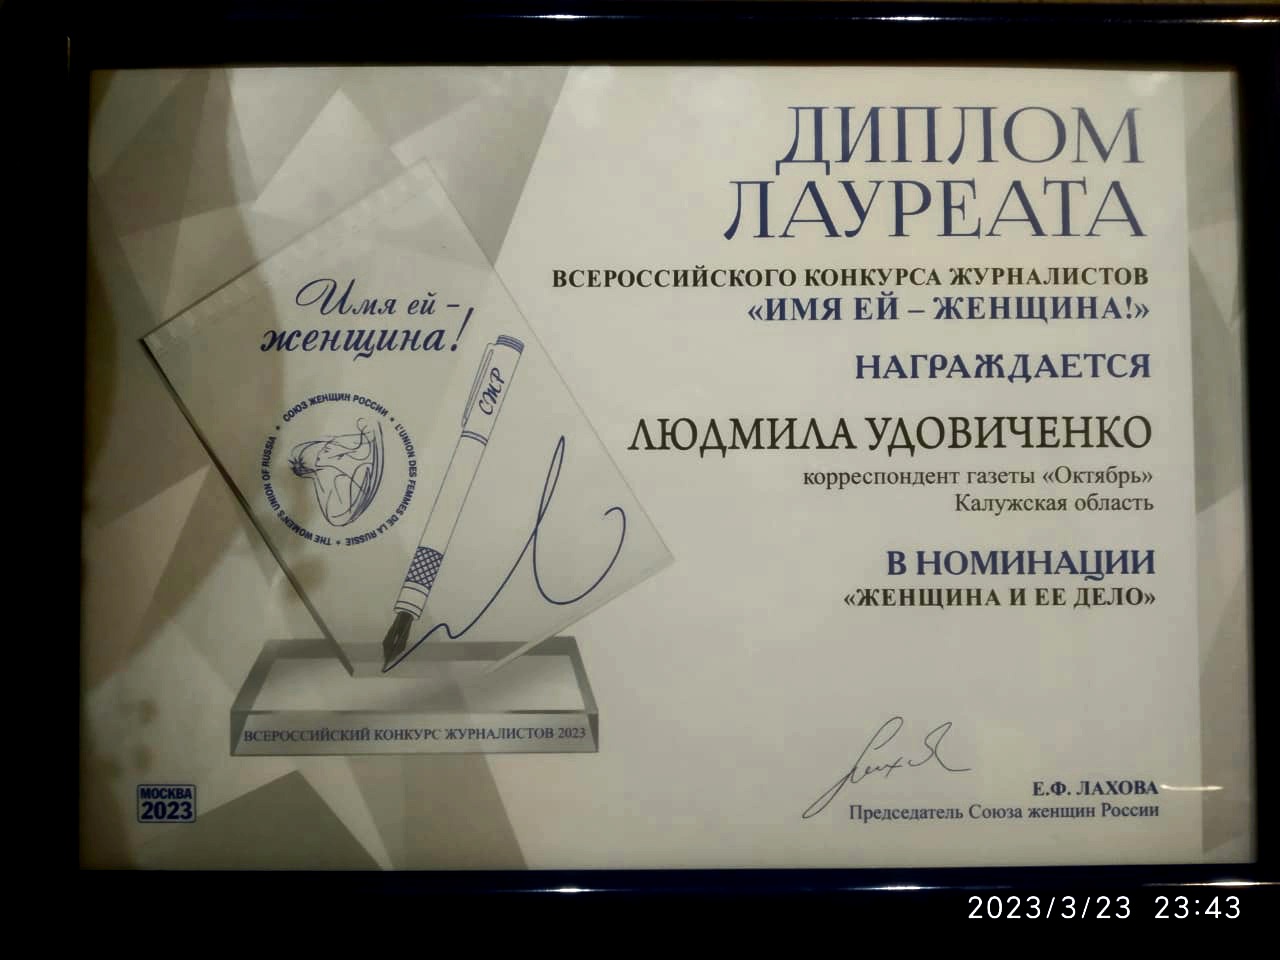 ДИПЛОМ
ЛАУРЕАТА
ВСЕРОССИЙСКОГО КОНКУРСА ЖУРНАЛИСТОВ
«ИМЯ ЕЙ – ЖЕНЩИНА!»
НАГРАЖДАЕТСЯ
ЛЮДМИЛА УДОВИЧЕНКО
корреспондент газеты «Октябрь»
Калужская область
В НОМИНАЦИИ
«ЖЕНЩИНА И ЕЕ ДЕЛО»
Е.Ф. ЛАХОВА
Председатель Союза женщин России
Имя ей –
женщина!
СЖР
СОЮЗ ЖЕНЩИН РОССИИ • L'UNION DES FEMMES DE LA RUSSIE • THE WOMEN'S UNION OF RUSSIA •
ВСЕРОССИЙСКИЙ КОНКУРС ЖУРНАЛИСТОВ 2023
МОСКВА
2023
2023/3/23 23:43